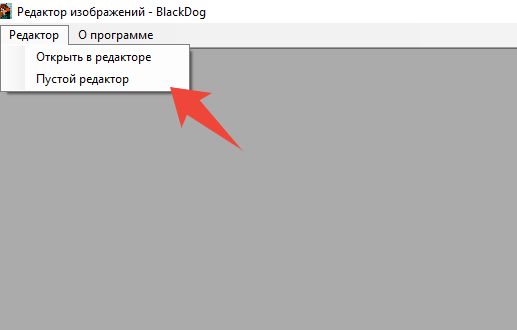 Редактор изображений - BlackDog
Редактор О программе
Открыть в редакторе
Пустой редактор